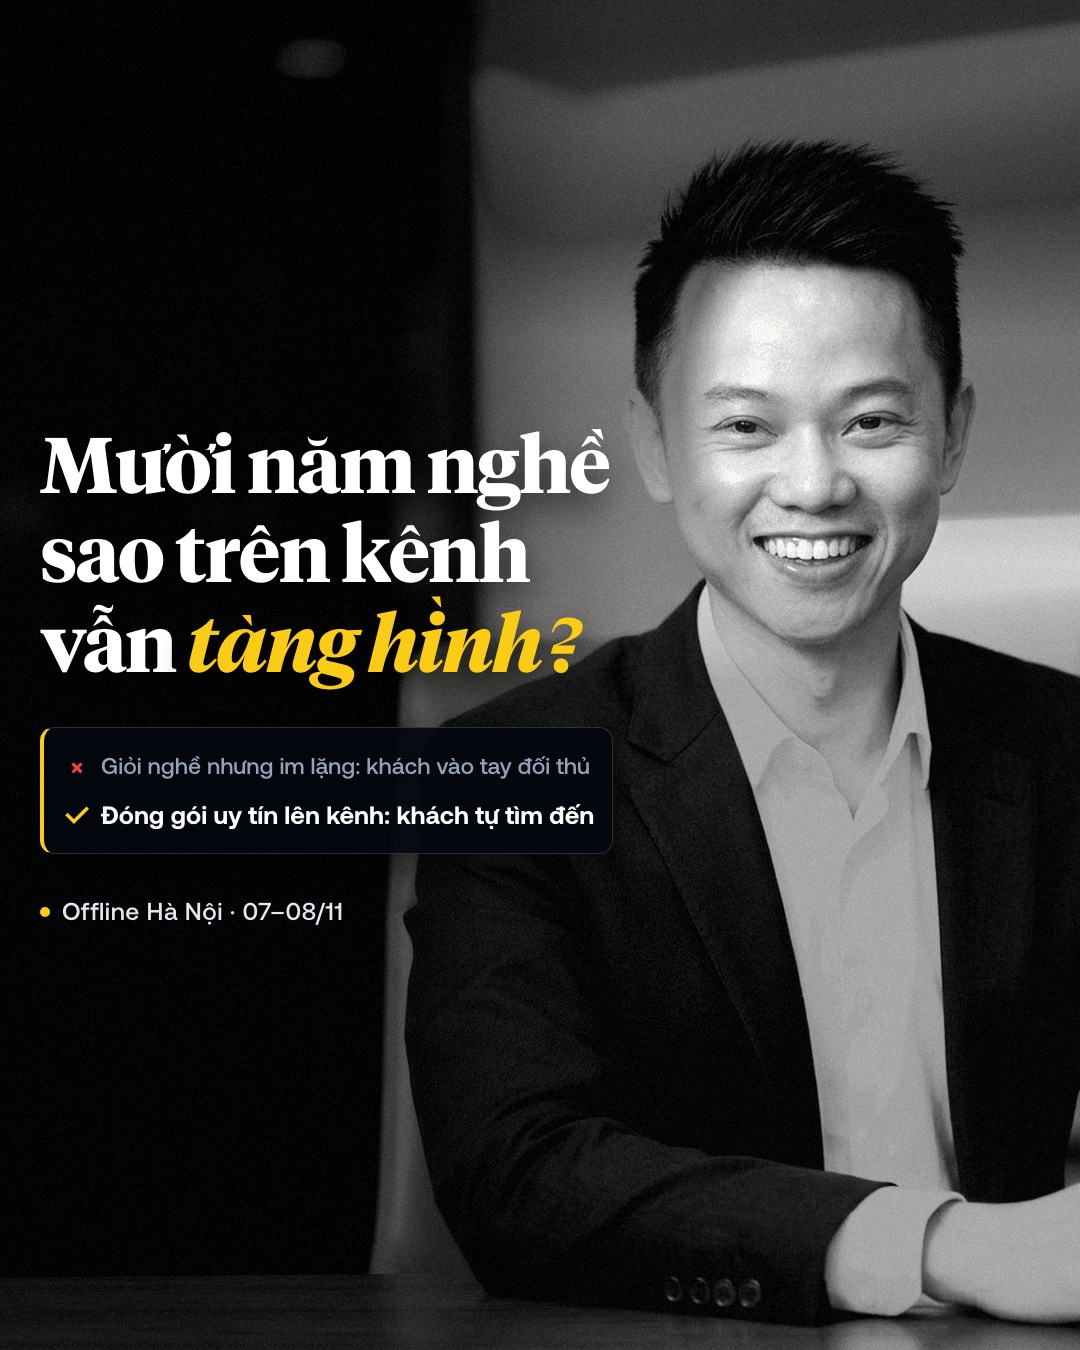 Mười năm nghề
sao trên kênh
vẫn tàng hình?
× Giỏi nghề nhưng im lặng: khách vào tay đối thủ
✓ Đóng gói uy tín lên kênh: khách tự tìm đến
Offline Hà Nội · 07–08/11